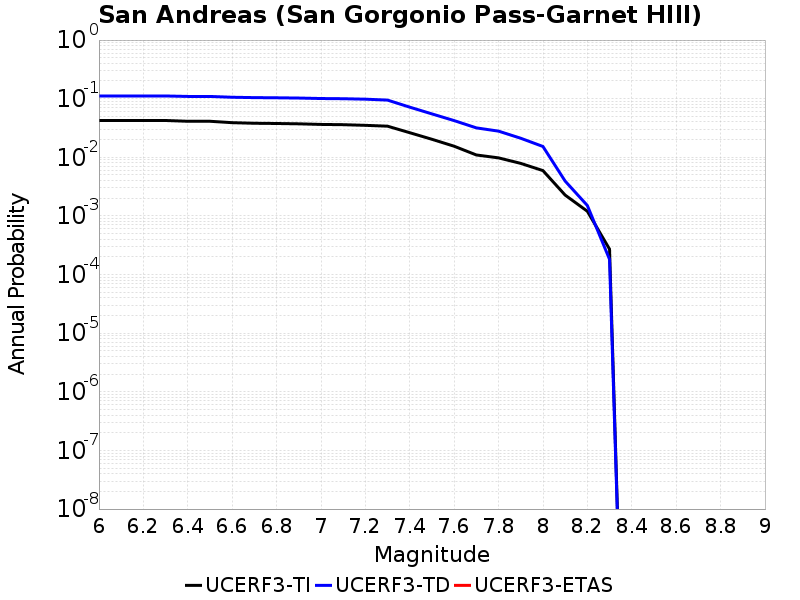 San Andreas (San Gorgonio Pass-Garnet HIll)
Annual Probability
10^0
10^-1
10^-2
10^-3
10^-4
10^-5
10^-6
10^-7
10^-8
6 6.2 6.4 6.6 6.8 7 7.2 7.4 7.6 7.8 8 8.2 8.4 8.6 8.8 9
Magnitude
UCERF3-TI UCERF3-TD UCERF3-ETAS